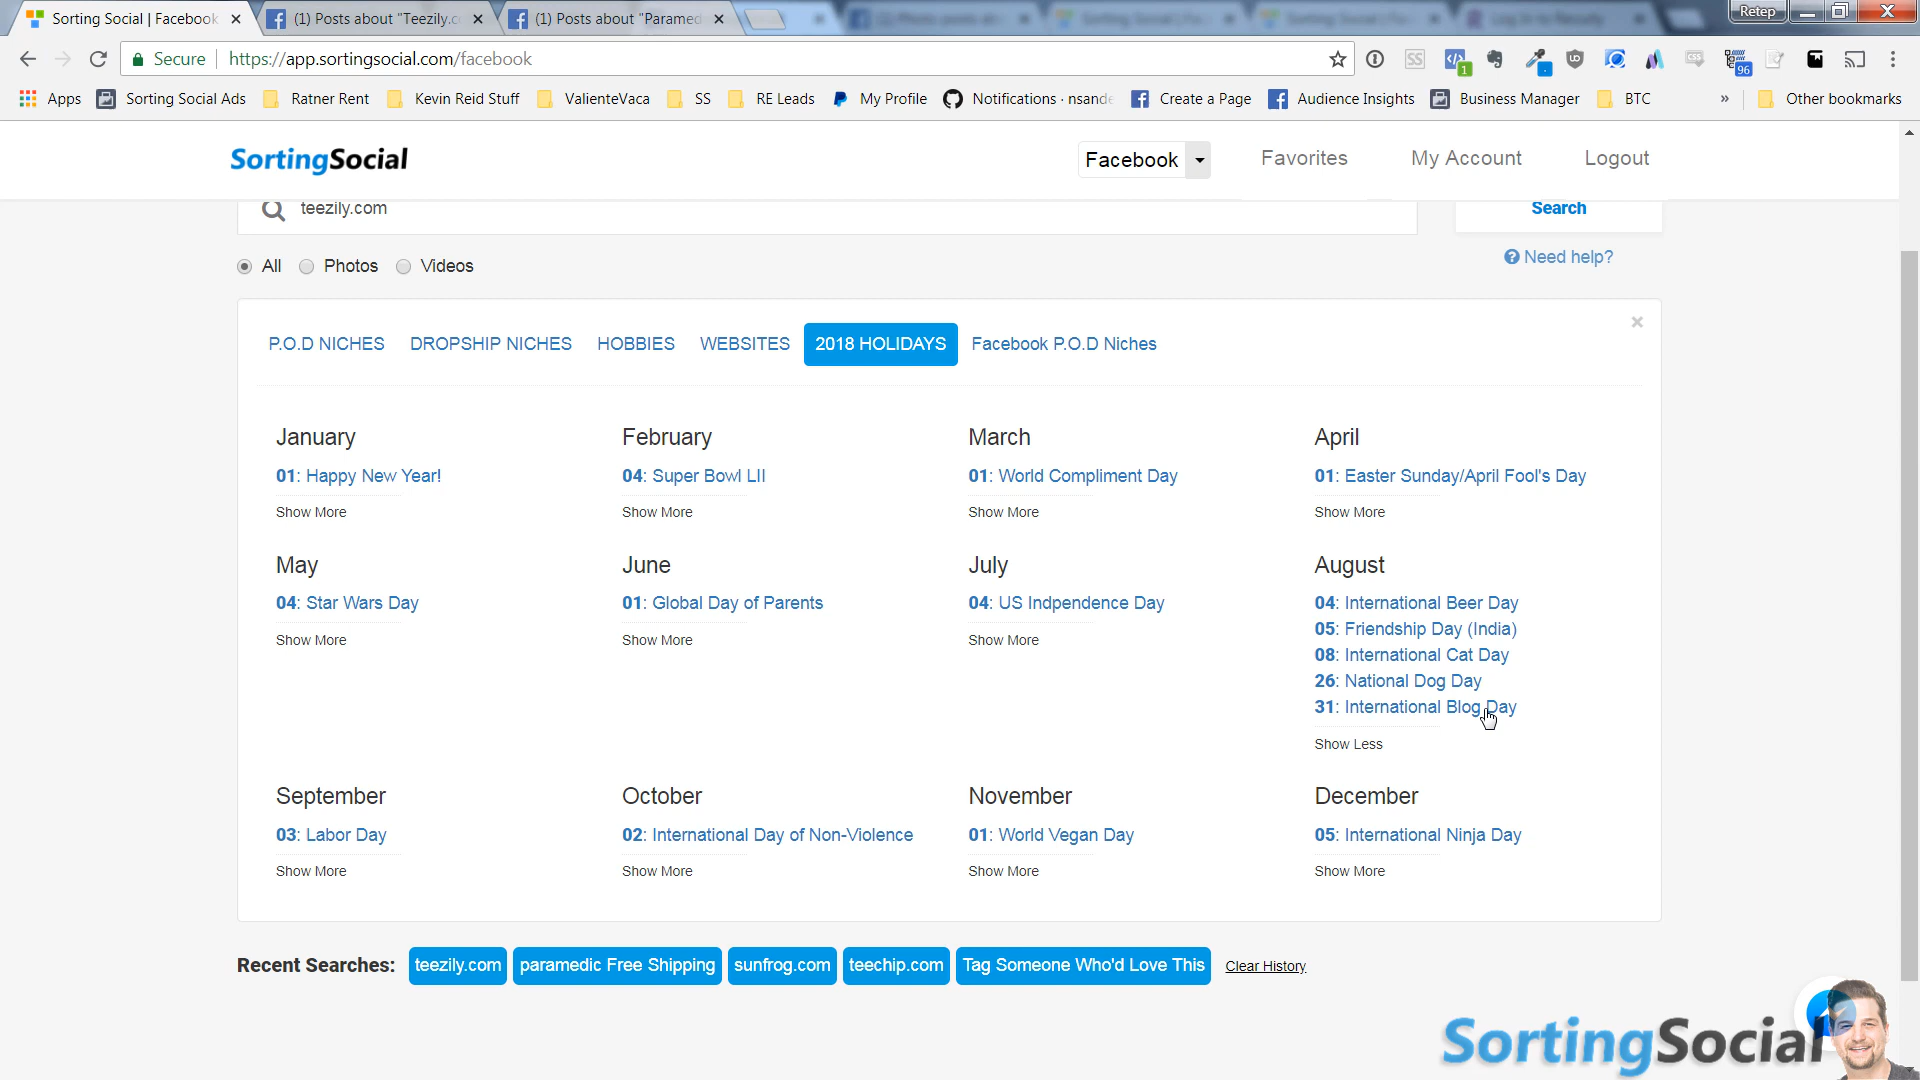 Sorting Social | Facebook
(1) Posts about "Teezily.c
(1) Posts about "Paramed
Retep
Secure
https://app.sortingsocial.com/facebook
1
96
Apps
Sorting Social Ads
Ratner Rent
Kevin Reid Stuff
ValienteVaca
SS
RE Leads
My Profile
Notifications · nsande
Create a Page
Audience Insights
Business Manager
BTC
»
Other bookmarks
SortingSocial
Facebook
Favorites
My Account
Logout
teezily.com
Search
All
Photos
Videos
Need help?
P.O.D NICHES
DROPSHIP NICHES
HOBBIES
WEBSITES
2018 HOLIDAYS
Facebook P.O.D Niches
January
01: Happy New Year!
Show More
February
04: Super Bowl LII
Show More
March
01: World Compliment Day
Show More
April
01: Easter Sunday/April Fool's Day
Show More
May
04: Star Wars Day
Show More
June
01: Global Day of Parents
Show More
July
04: US Indpendence Day
Show More
August
04: International Beer Day
05: Friendship Day (India)
08: International Cat Day
26: National Dog Day
31: International Blog Day
Show Less
September
03: Labor Day
Show More
October
02: International Day of Non-Violence
Show More
November
01: World Vegan Day
Show More
December
05: International Ninja Day
Show More
Recent Searches:
teezily.com
paramedic Free Shipping
sunfrog.com
teechip.com
Tag Someone Who'd Love This
Clear History
SortingSocial